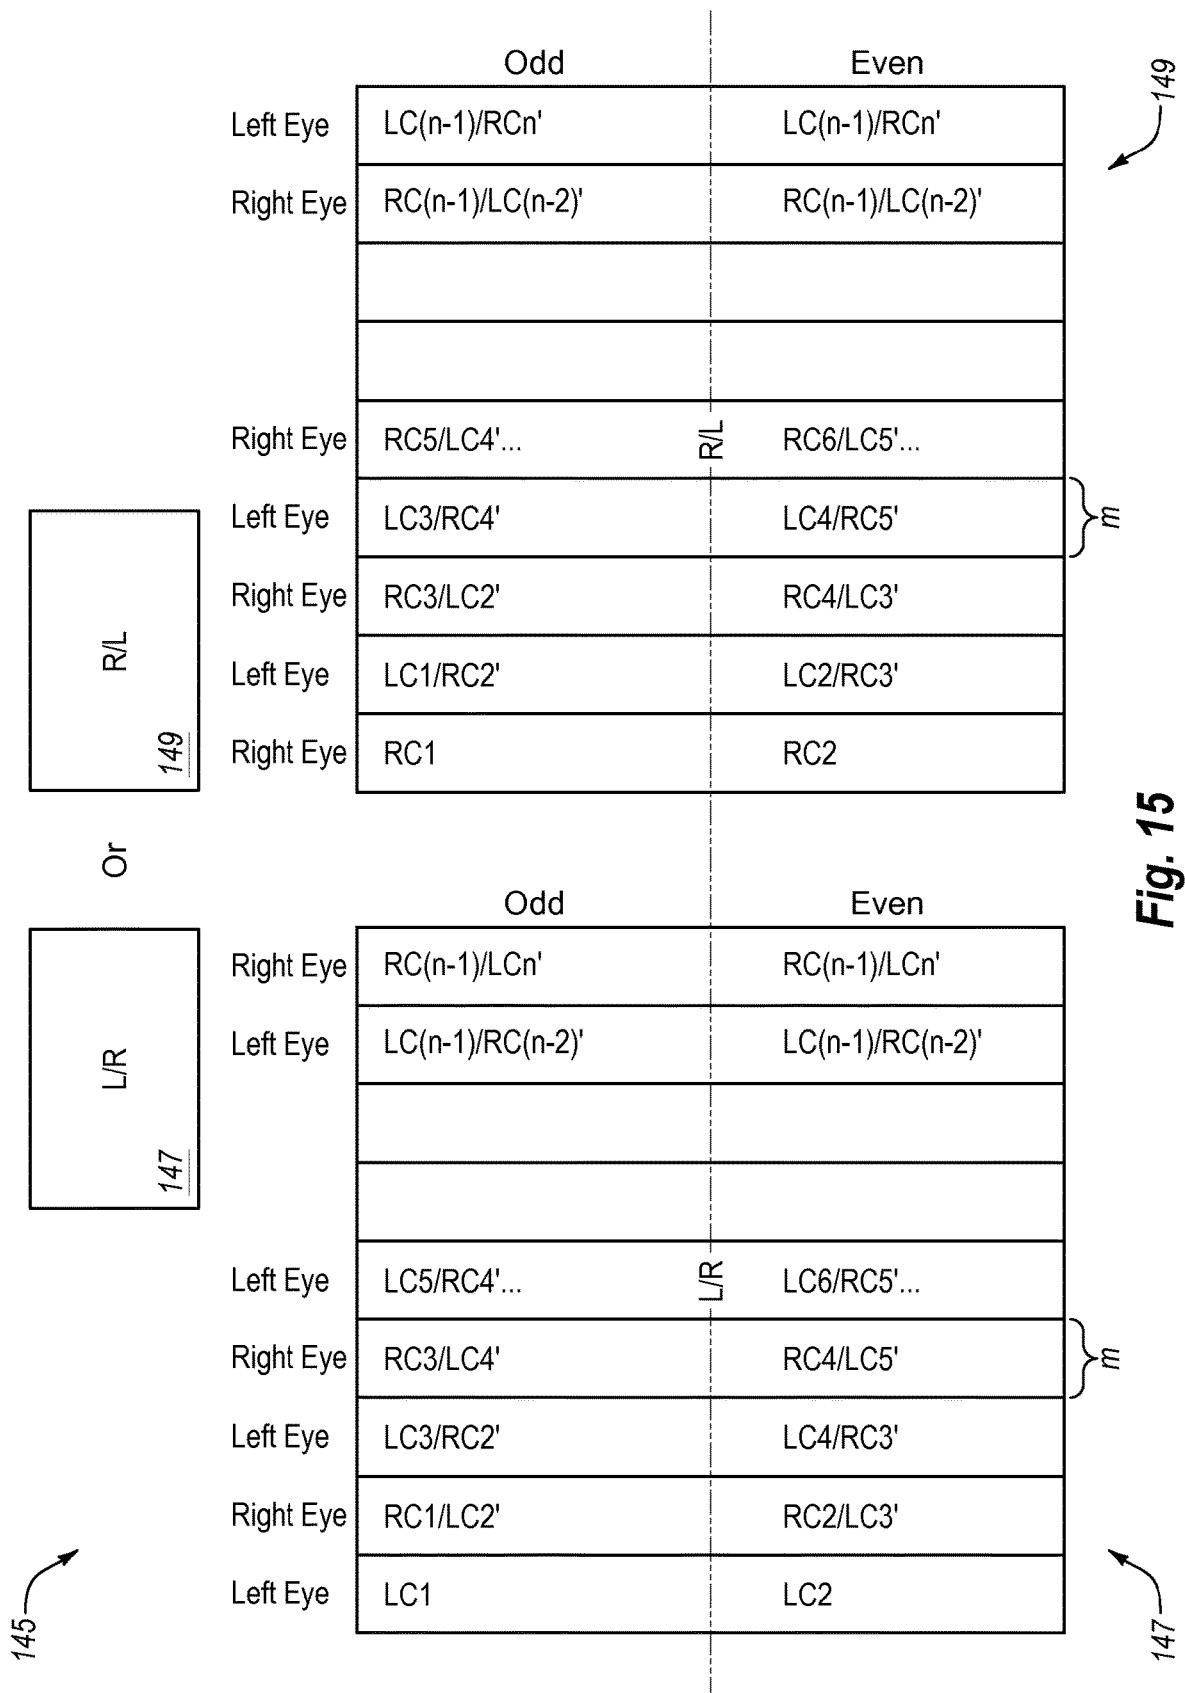 Odd Even
Left Eye LC(n-1)/RCn' LC(n-1)/RCn'
149
Right Eye RC(n-1)/LC(n-2)' RC(n-1)/LC(n-2)'
Right Eye RC5/LC4'... R/L RC6/LC5'...
Left Eye LC3/RC4' LC4/RC5' m
Right Eye RC3/LC2' RC4/LC3'
R/L
149
Left Eye LC1/RC2' LC2/RC3'
Right Eye RC1 RC2
Or
Fig. 15
Odd Even
Right Eye RC(n-1)/LCn' RC(n-1)/LCn'
Left Eye LC(n-1)/RC(n-2)' LC(n-1)/RC(n-2)'
L/R
147
Left Eye LC5/RC4'... L/R LC6/RC5'...
Right Eye RC3/LC4' RC4/LC5' m
Left Eye LC3/RC2' LC4/RC3'
Right Eye RC1/LC2' RC2/LC3'
Left Eye LC1 LC2
145
147